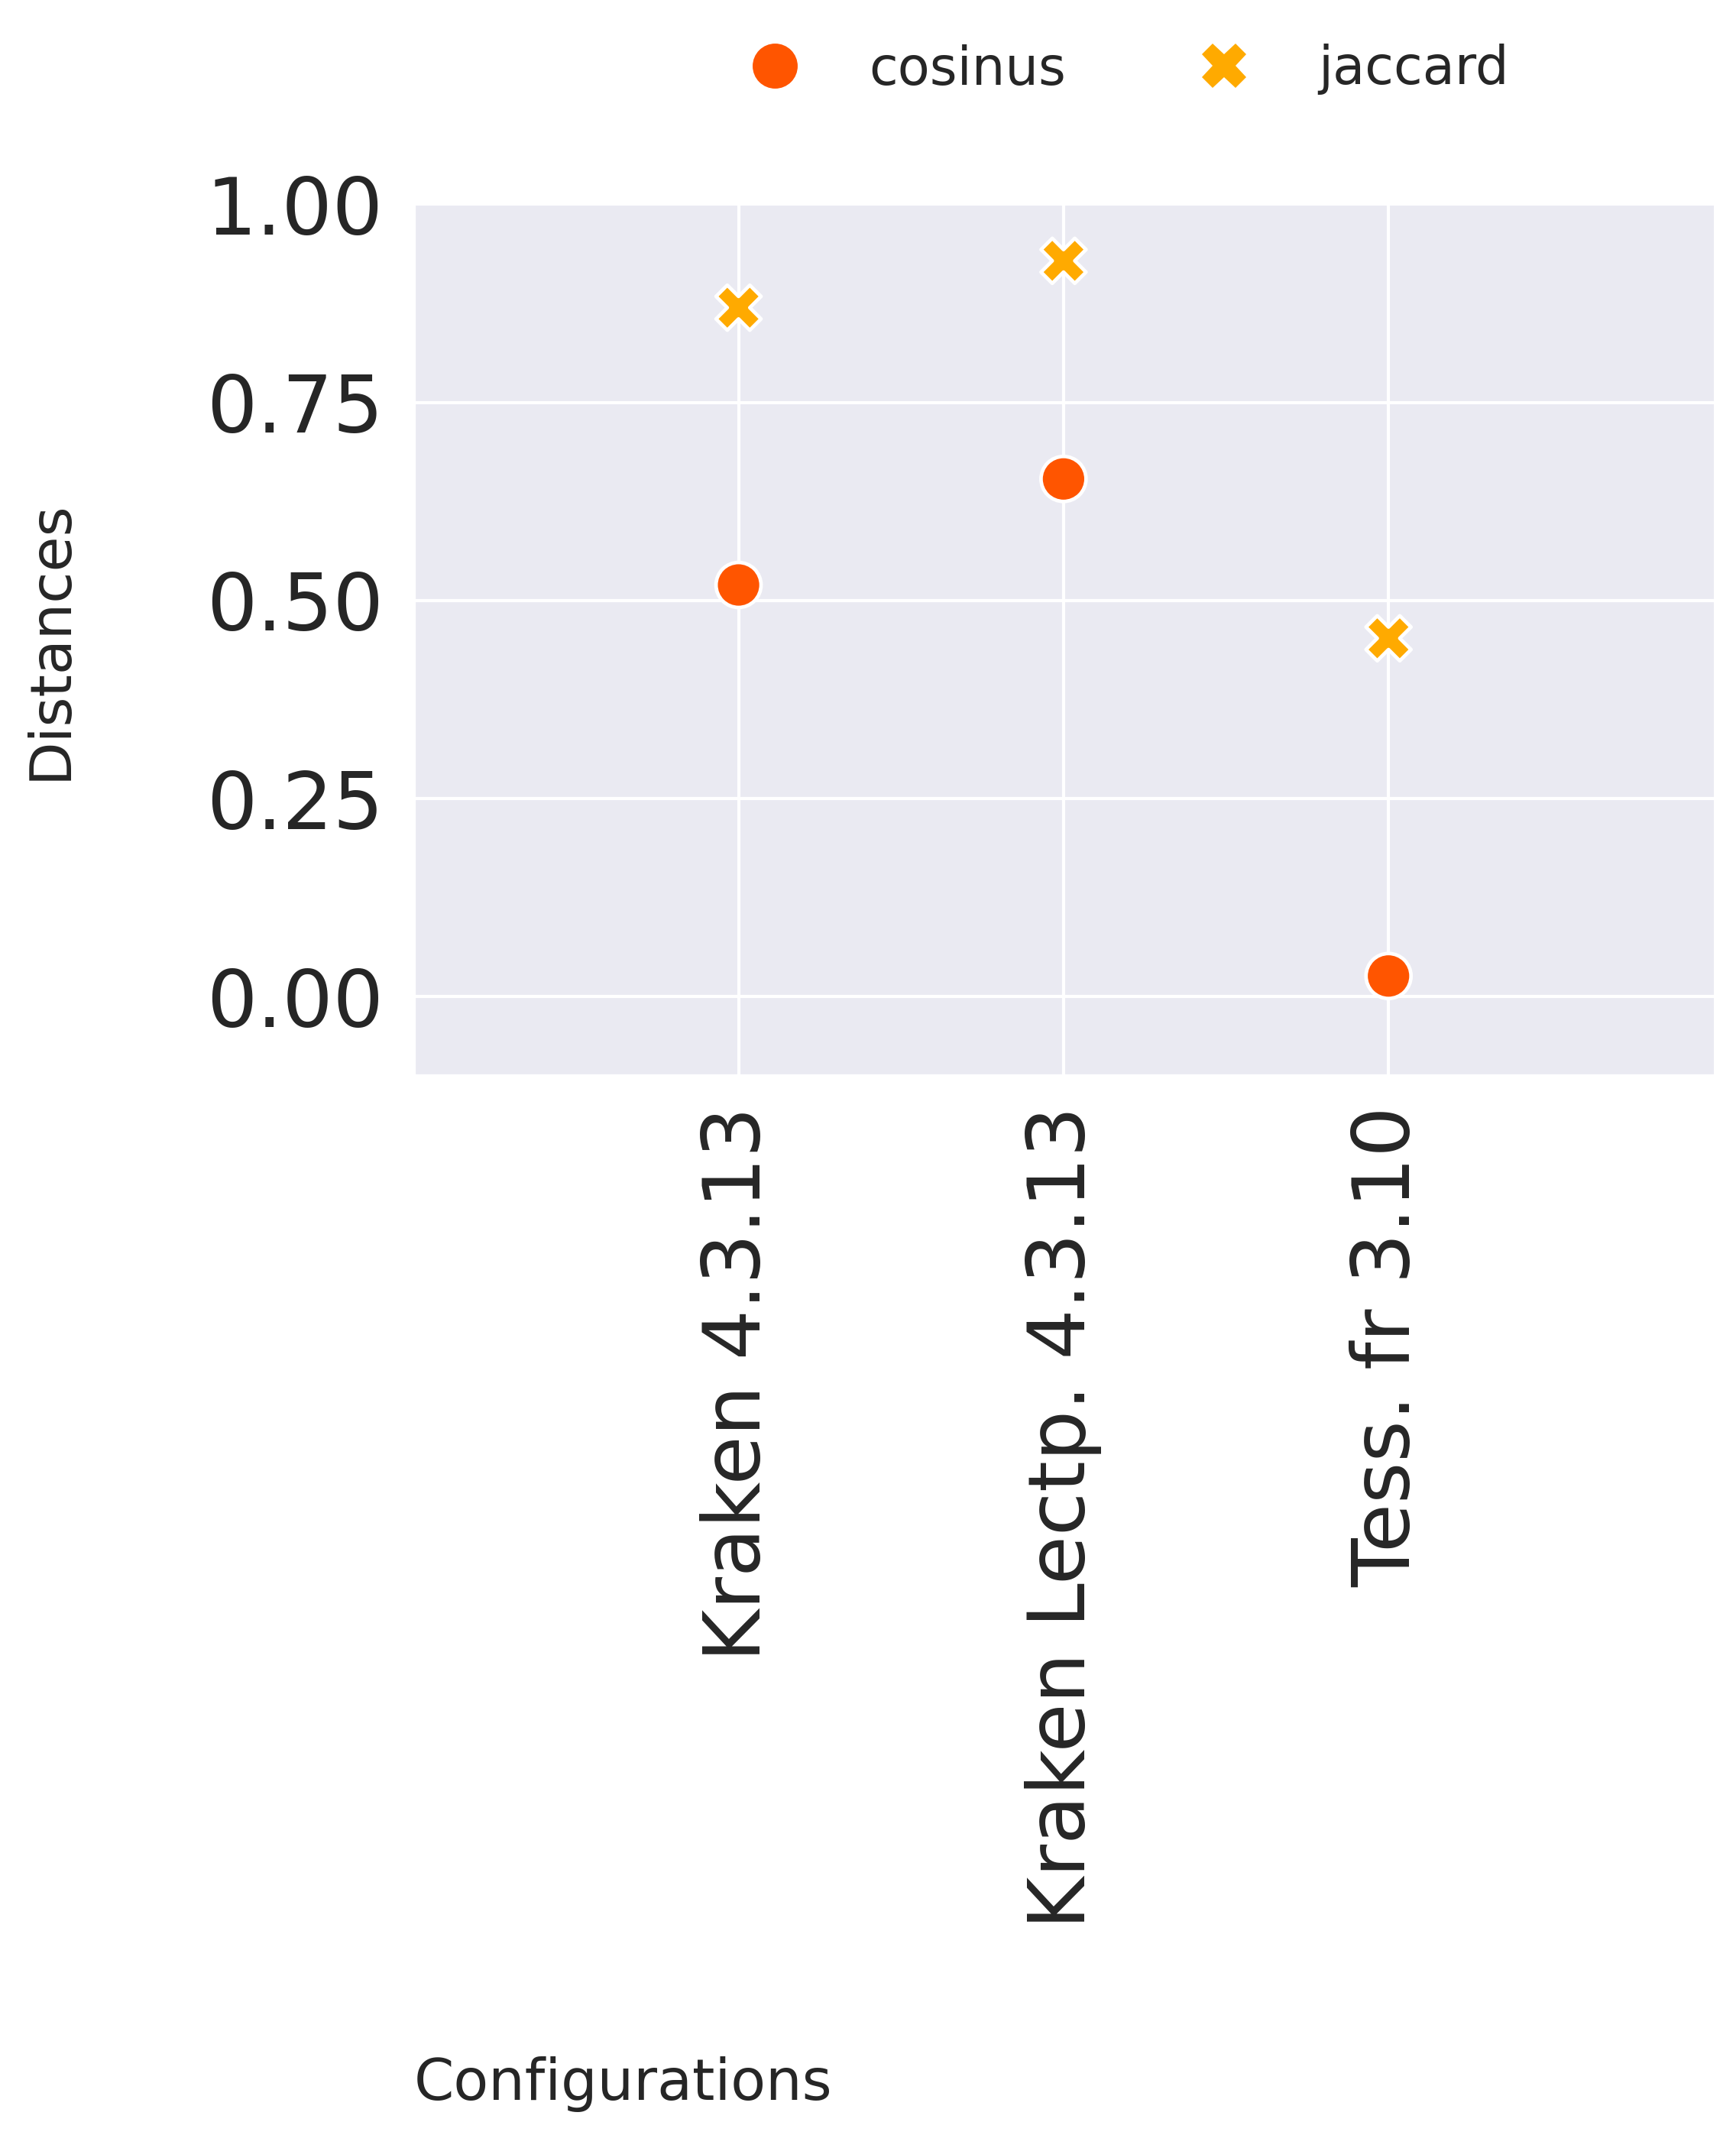 cosinus jaccard
1.00
0.75
0.50
0.25
0.00
Distances
Kraken 4.3.13
Kraken Lectp. 4.3.13
Tess. fr 3.10
Configurations